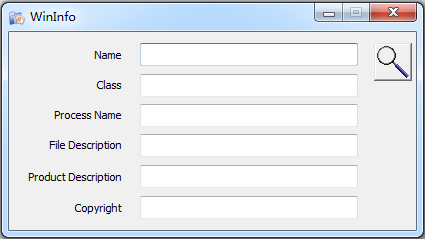 WinInfo
Name
Class
Process Name
File Description
Product Description
Copyright